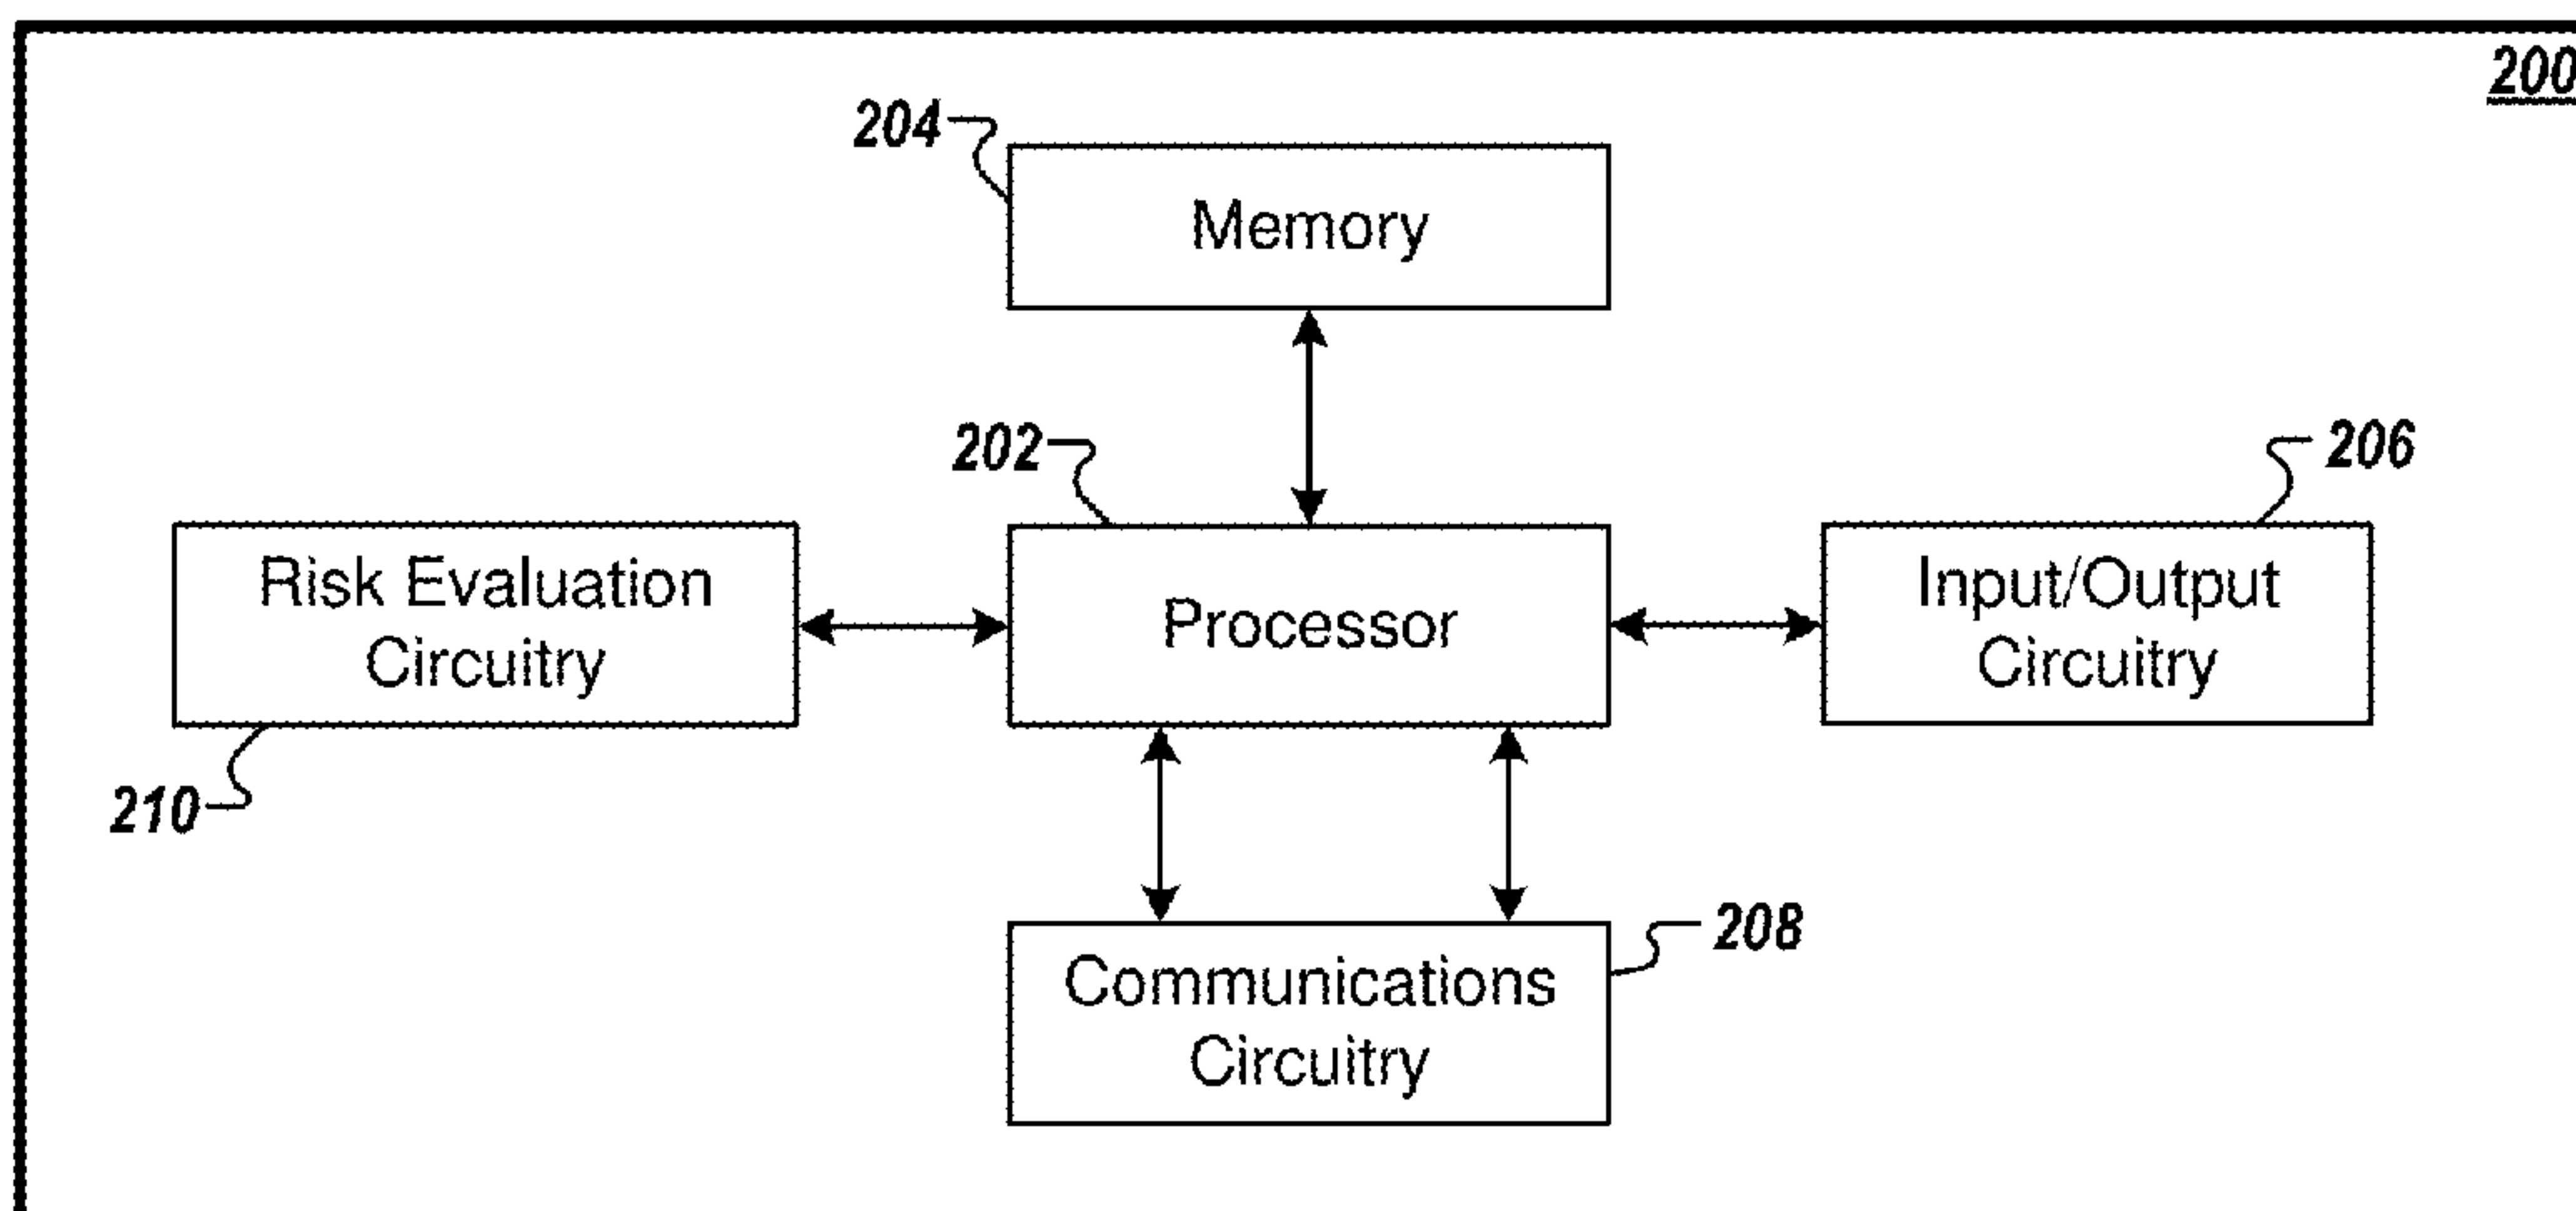 200
204
Memory
202
206
Risk Evaluation
Circuitry
Processor
Input/Output
Circuitry
210
208
Communications
Circuitry